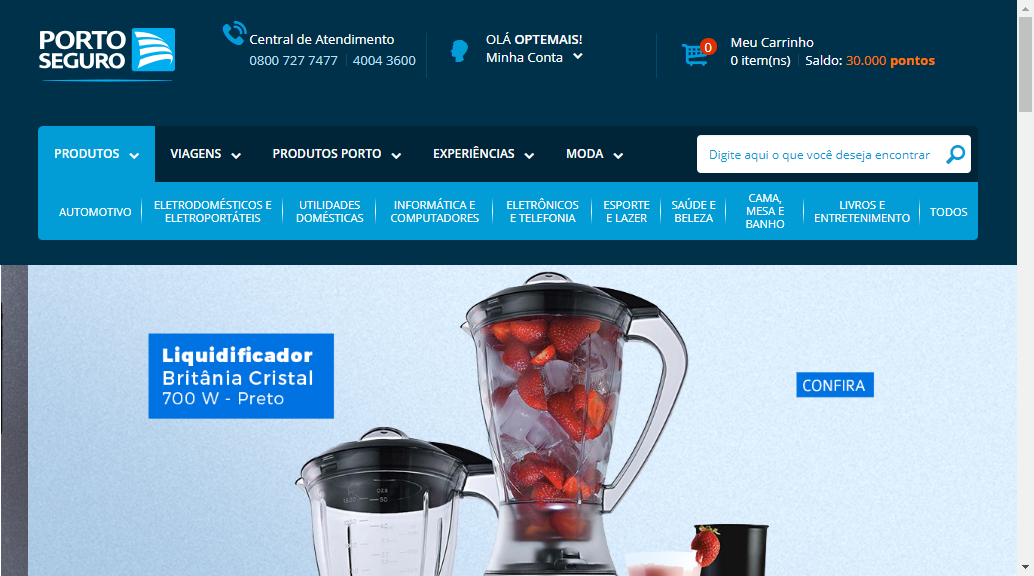 PORTO
SEGURO
Central de Atendimento
0800 727 7477 | 4004 3600
OLÁ OPTEMAIS!
Minha Conta
0
Meu Carrinho
0 item(ns) | Saldo: 30.000 pontos
PRODUTOS
VIAGENS
PRODUTOS PORTO
EXPERIÊNCIAS
MODA
Digite aqui o que você deseja encontrar
AUTOMOTIVO
ELETRODOMÉSTICOS E
ELETROPORTÁTEIS
UTILIDADES
DOMÉSTICAS
INFORMÁTICA E
COMPUTADORES
ELETRÔNICOS
E TELEFONIA
ESPORTE
E LAZER
SAÚDE E
BELEZA
CAMA,
MESA E
BANHO
LIVROS E
ENTRETENIMENTO
TODOS
Liquidificador
Britânia Cristal
700 W - Preto
CONFIRA